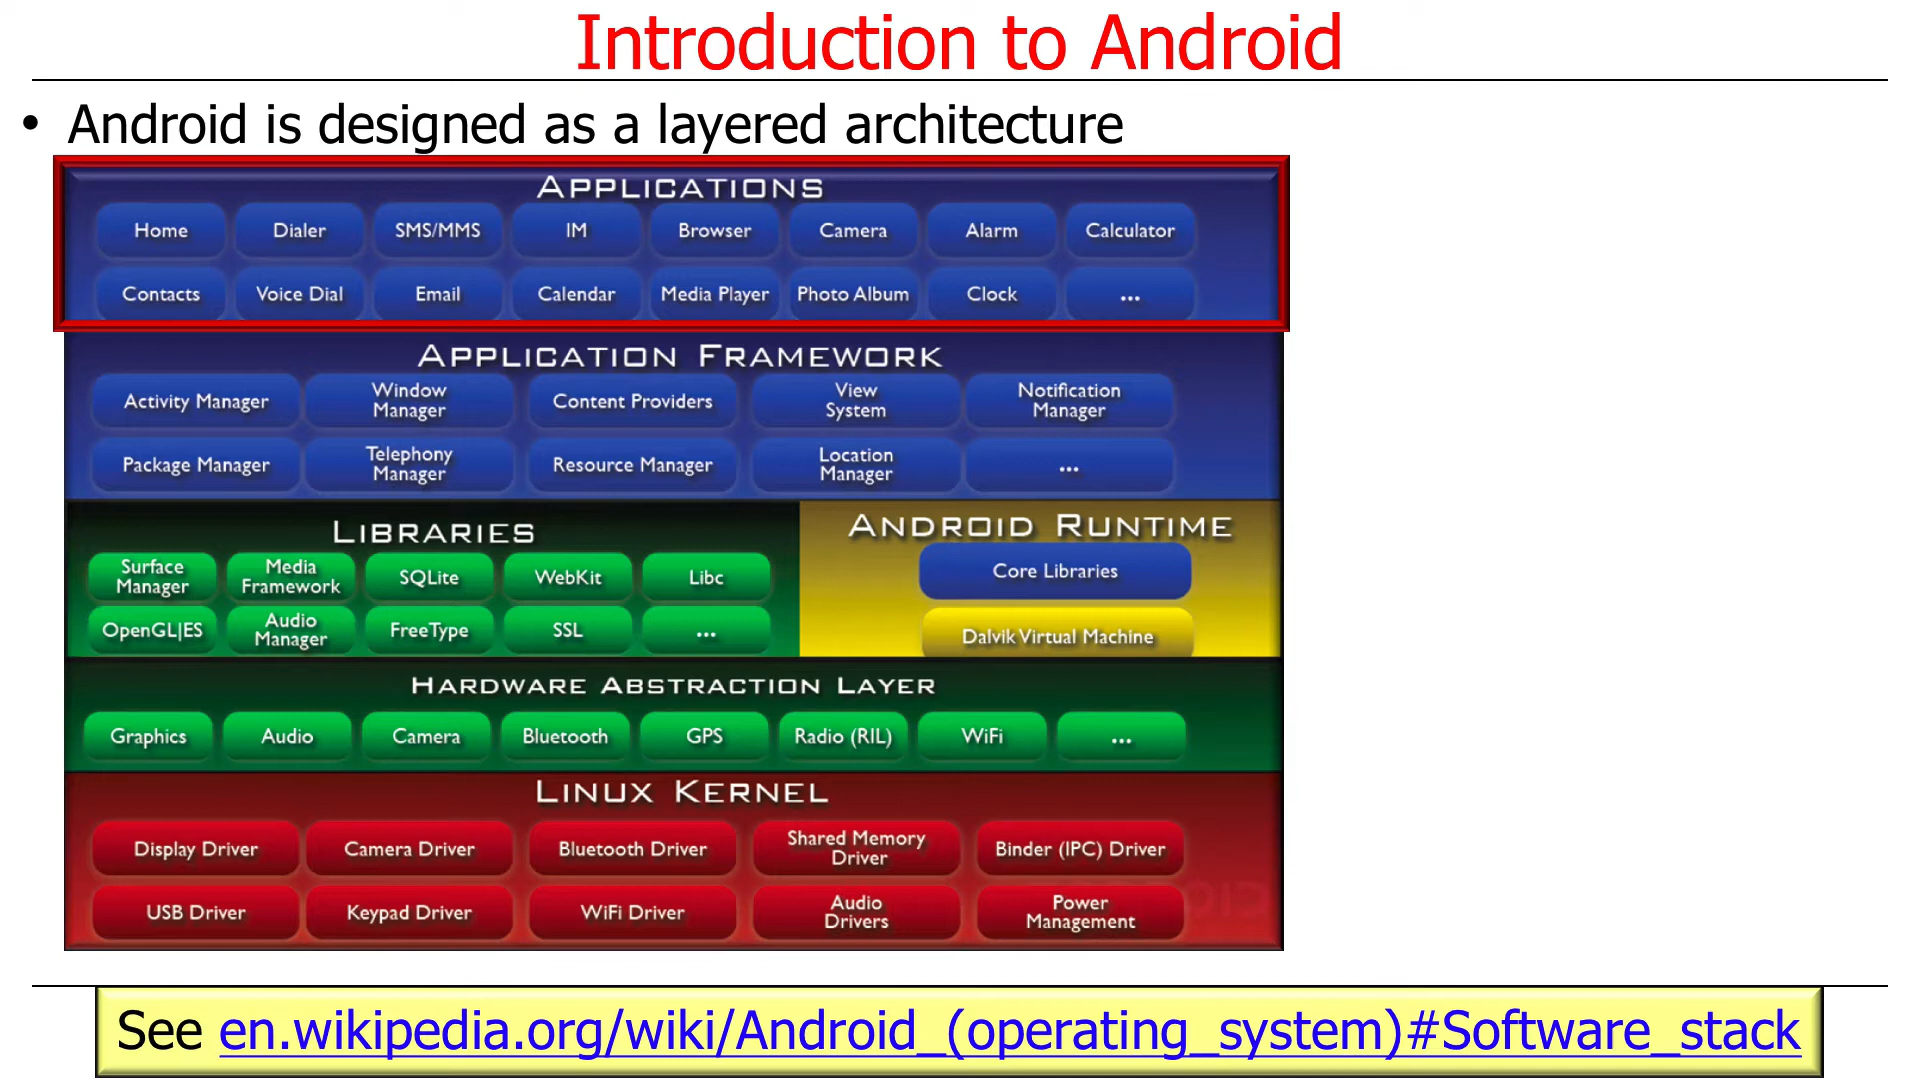 Introduction to Android
• Android is designed as a layered architecture
APPLICATIONS
Home Dialer SMS/MMS IM Browser Camera Alarm Calculator
Contacts Voice Dial Email Calendar Media Player Photo Album Clock ...
APPLICATION FRAMEWORK
Activity Manager Window Manager Content Providers View System Notification Manager
Package Manager Telephony Manager Resource Manager Location Manager ...
LIBRARIES
Surface Manager Media Framework SQLite WebKit Libc
OpenGL|ES Audio Manager FreeType SSL ...
ANDROID RUNTIME
Core Libraries
Dalvik Virtual Machine
HARDWARE ABSTRACTION LAYER
Graphics Audio Camera Bluetooth GPS Radio (RIL) WiFi ...
LINUX KERNEL
Display Driver Camera Driver Bluetooth Driver Shared Memory Driver Binder (IPC) Driver
USB Driver Keypad Driver WiFi Driver Audio Drivers Power Management
See en.wikipedia.org/wiki/Android_(operating_system)#Software_stack